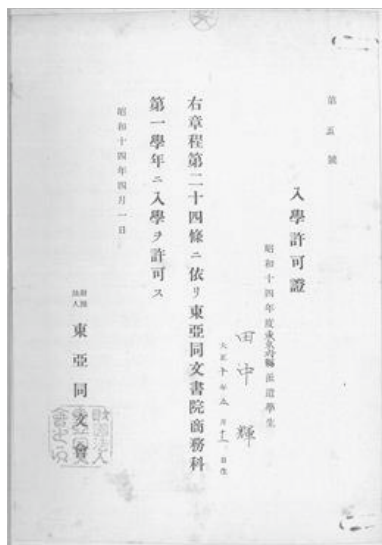 第五號
入學許可證
昭和十四年度東京府縣派遣學生
田中輝
大正十年五月十三日生
右章程第二十四條ニ依リ東亞同文書院商務科
第一學年ニ入學ヲ許可ス
昭和十四年四月一日
財團法人
東亞同文會